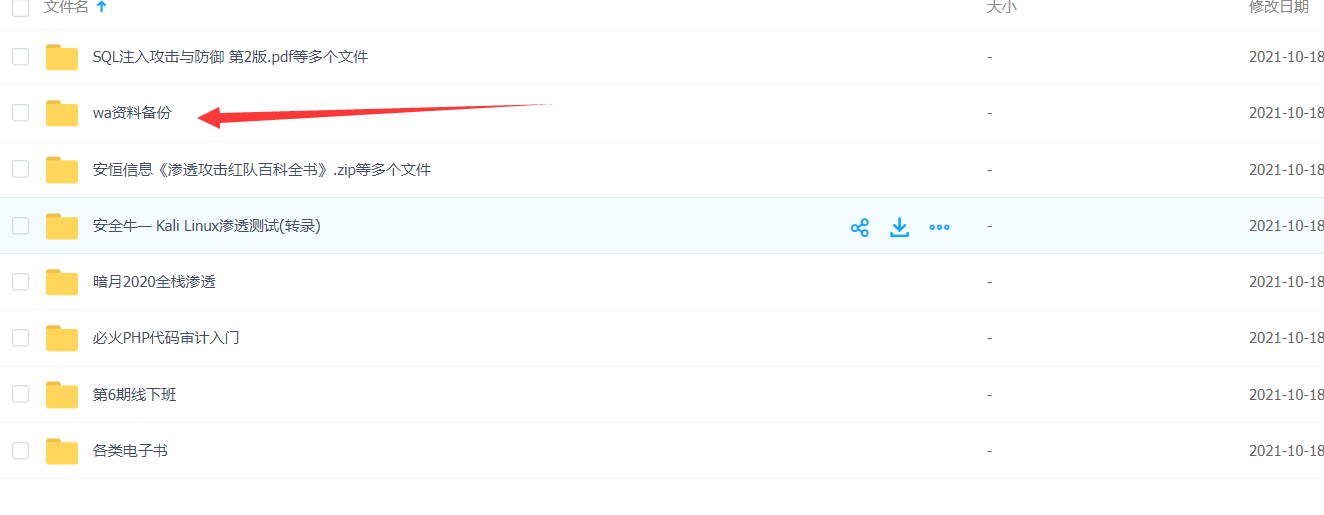 文件名 大小 修改日期
SQL注入攻击与防御 第2版.pdf等多个文件 - 2021-10-18
wa资料备份 - 2021-10-18
安恒信息《渗透攻击红队百科全书》.zip等多个文件 - 2021-10-18
安全牛— Kali Linux渗透测试(转录) - 2021-10-18
暗月2020全栈渗透 - 2021-10-18
必火PHP代码审计入门 - 2021-10-18
第6期线下班 - 2021-10-18
各类电子书 - 2021-10-18